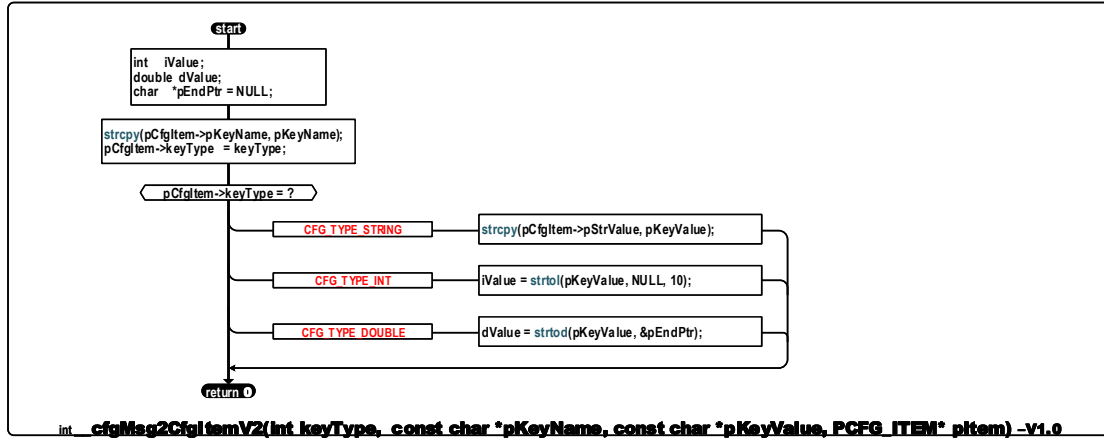 start
int iValue;
double dValue;
char *pEndPtr = NULL;
strcpy(pCfgItem->pKeyName, pKeyName);
pCfgItem->keyType = keyType;
pCfgItem->keyType = ?
CFG_TYPE_STRING
strcpy(pCfgItem->pStrValue, pKeyValue);
CFG_TYPE_INT
iValue = strtol(pKeyValue, NULL, 10);
CFG_TYPE_DOUBLE
dValue = strtod(pKeyValue, &pEndPtr);
return 0
int __cfgMsg2CfgItemV2(int keyType, const char *pKeyName, const char *pKeyValue, PCFG_ITEM* pItem) –V1.0